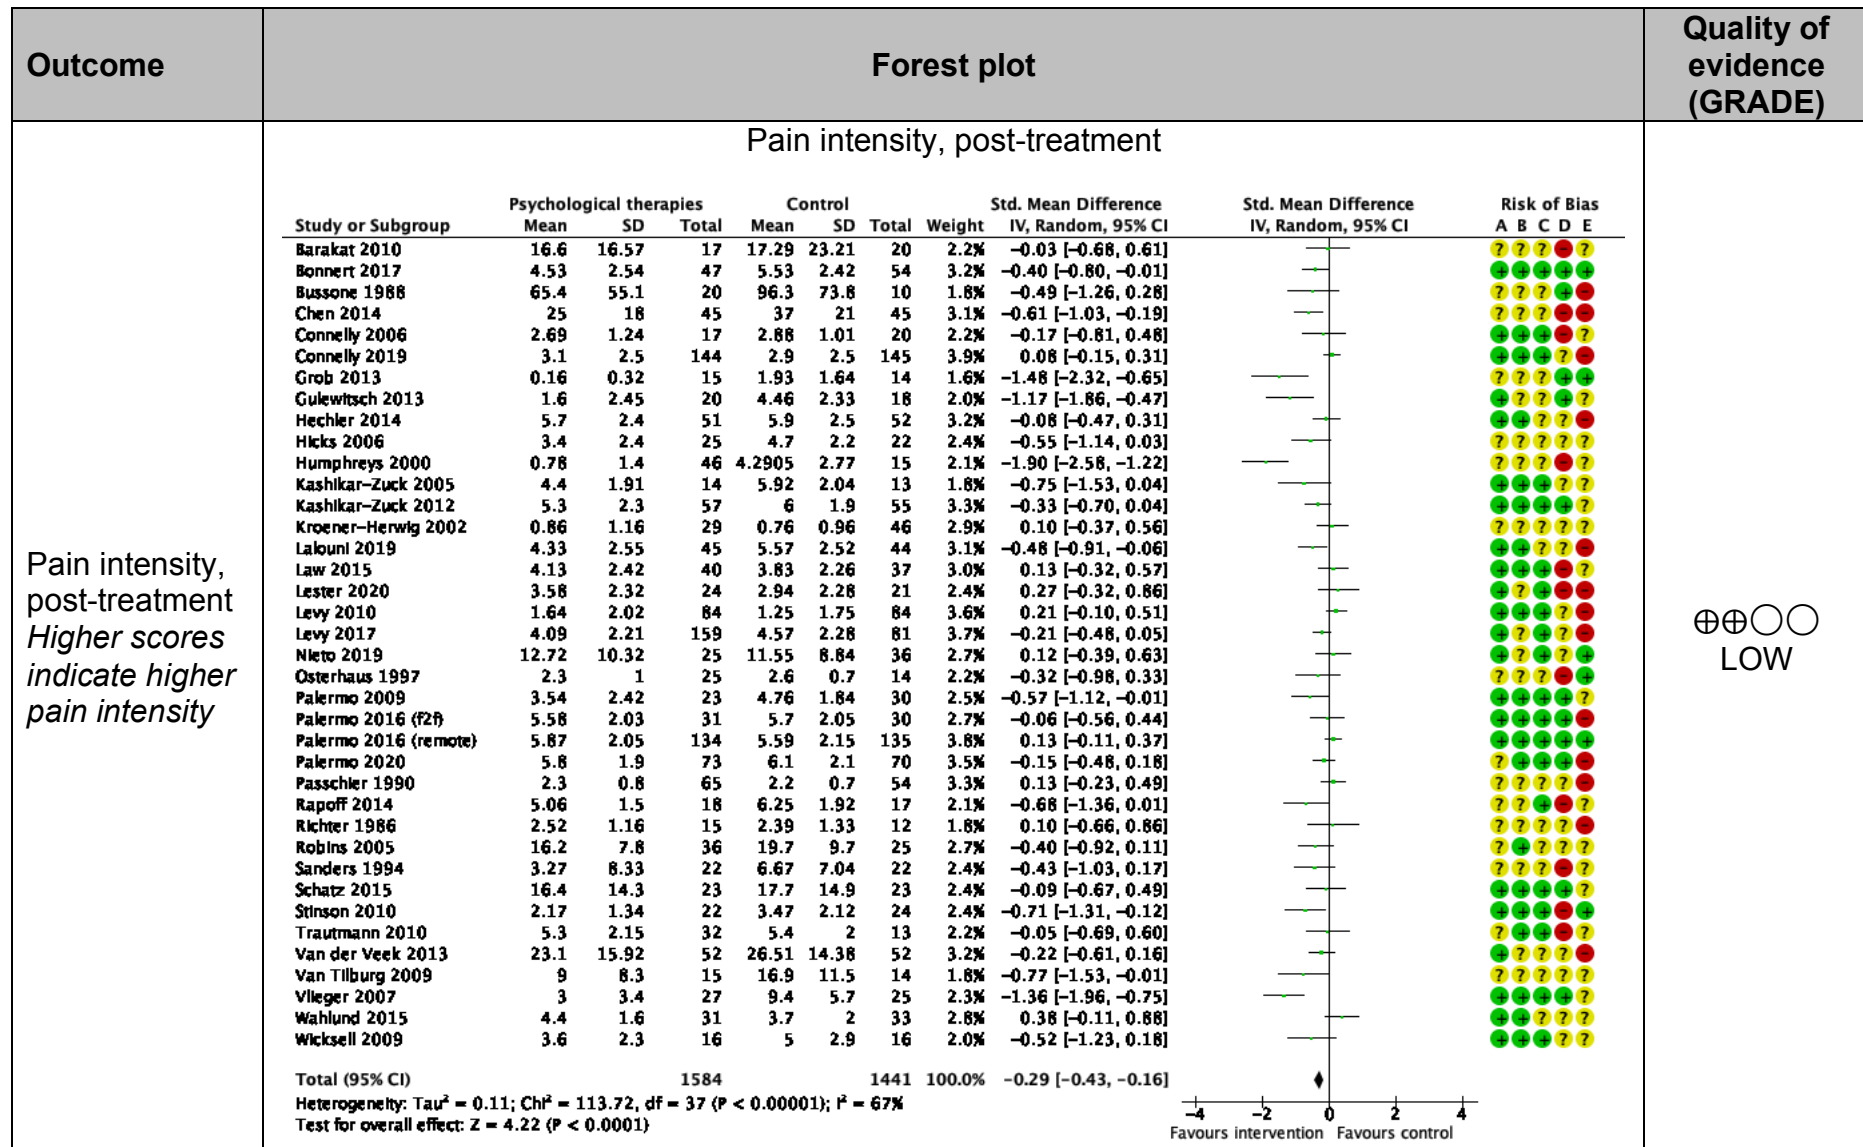 Outcome Forest plot Quality of evidence (GRADE)
Pain intensity, post-treatment
Psychological therapies Control Std. Mean Difference Std. Mean Difference Risk of Bias
Study or Subgroup Mean SD Total Mean SD Total Weight IV, Random, 95% CI IV, Random, 95% CI A B C D E
Barakat 2010 16.6 16.57 17 17.29 23.21 20 2.2% −0.03 [−0.68, 0.61] ? ? ? - ?
Bonnert 2017 4.53 2.54 47 5.53 2.42 54 3.2% −0.40 [−0.80, −0.01] + + + + +
Bussone 1988 65.4 55.1 20 96.3 73.8 10 1.8% −0.49 [−1.26, 0.28] ? ? ? + -
Chen 2014 25 18 45 37 21 45 3.1% −0.61 [−1.03, −0.19] ? ? ? - -
Connelly 2006 2.69 1.24 17 2.88 1.01 20 2.2% −0.17 [−0.81, 0.48] + + + - ?
Connelly 2019 3.1 2.5 144 2.9 2.5 145 3.9% 0.08 [−0.15, 0.31] + + + ? -
Grob 2013 0.16 0.32 15 1.93 1.64 14 1.6% −1.48 [−2.32, −0.65] ? ? ? + +
Gulewitsch 2013 1.6 2.45 20 4.46 2.33 18 2.0% −1.17 [−1.86, −0.47] + ? ? + ?
Hechler 2014 5.7 2.4 51 5.9 2.5 52 3.2% −0.08 [−0.47, 0.31] + + ? ? -
Hicks 2006 3.4 2.4 25 4.7 2.2 22 2.4% −0.55 [−1.14, 0.03] ? ? ? ? ?
Humphreys 2000 0.78 1.4 46 4.2905 2.77 15 2.1% −1.90 [−2.58, −1.22] ? ? ? - ?
Kashikar−Zuck 2005 4.4 1.91 14 5.92 2.04 13 1.8% −0.75 [−1.53, 0.04] + + + ? ?
Kashikar−Zuck 2012 5.3 2.3 57 6 1.9 55 3.3% −0.33 [−0.70, 0.04] + + + + ?
Kroener−Herwig 2002 0.86 1.16 29 0.76 0.96 46 2.9% 0.10 [−0.37, 0.56] ? ? ? ? ?
Lalouni 2019 4.33 2.55 45 5.57 2.52 44 3.1% −0.48 [−0.91, −0.06] + + ? ? -
Law 2015 4.13 2.42 40 3.83 2.26 37 3.0% 0.13 [−0.32, 0.57] + + + - ?
Lester 2020 3.58 2.32 24 2.94 2.28 21 2.4% 0.27 [−0.32, 0.86] + ? + - -
Levy 2010 1.64 2.02 84 1.25 1.75 84 3.6% 0.21 [−0.10, 0.51] + + + ? -
Levy 2017 4.09 2.21 159 4.57 2.28 81 3.7% −0.21 [−0.48, 0.05] + ? + ? -
Nieto 2019 12.72 10.32 25 11.55 8.84 36 2.7% 0.12 [−0.39, 0.63] + ? + ? +
Osterhaus 1997 2.3 1 25 2.6 0.7 14 2.2% −0.32 [−0.98, 0.33] ? ? ? - +
Palermo 2009 3.54 2.42 23 4.76 1.84 30 2.5% −0.57 [−1.12, −0.01] + + + + ?
Palermo 2016 (f2f) 5.58 2.03 31 5.7 2.05 30 2.7% −0.06 [−0.56, 0.44] + + + + -
Palermo 2016 (remote) 5.87 2.05 134 5.59 2.15 135 3.8% 0.13 [−0.11, 0.37] + + + + +
Palermo 2020 5.8 1.9 73 6.1 2.1 70 3.5% −0.15 [−0.48, 0.18] ? + + + -
Passchier 1990 2.3 0.8 65 2.2 0.7 54 3.3% 0.13 [−0.23, 0.49] ? ? ? ? -
Rapoff 2014 5.06 1.5 18 6.25 1.92 17 2.1% −0.68 [−1.36, 0.01] ? ? + - ?
Richter 1986 2.52 1.16 15 2.39 1.33 12 1.8% 0.10 [−0.66, 0.86] ? ? ? ? -
Robins 2005 16.2 7.8 36 19.7 9.7 25 2.7% −0.40 [−0.92, 0.11] ? + ? ? ?
Sanders 1994 3.27 8.33 22 6.67 7.04 22 2.4% −0.43 [−1.03, 0.17] ? ? ? - ?
Schatz 2015 16.4 14.3 23 17.7 14.9 23 2.4% −0.09 [−0.67, 0.49] + + + + ?
Stinson 2010 2.17 1.34 22 3.47 2.12 24 2.4% −0.71 [−1.31, −0.12] + + + - +
Trautmann 2010 5.3 2.15 32 5.4 2 13 2.2% −0.05 [−0.69, 0.60] ? + + - ?
Van der Veek 2013 23.1 15.92 52 26.51 14.38 52 3.2% −0.22 [−0.61, 0.16] + ? ? ? -
Van Tilburg 2009 9 8.3 15 16.9 11.5 14 1.8% −0.77 [−1.53, −0.01] ? ? ? ? ?
Vlieger 2007 3 3.4 27 9.4 5.7 25 2.3% −1.36 [−1.96, −0.75] + + + + ?
Wahlund 2015 4.4 1.6 31 3.7 2 33 2.8% 0.38 [−0.11, 0.88] + + ? ? ?
Wicksell 2009 3.6 2.3 16 5 2.9 16 2.0% −0.52 [−1.23, 0.18] + + + ? ?
Total (95% CI) 1584 1441 100.0% −0.29 [−0.43, −0.16]
Heterogeneity: Tau² = 0.11; Chi² = 113.72, df = 37 (P < 0.00001); I² = 67%
Test for overall effect: Z = 4.22 (P < 0.0001)
−4 −2 0 2 4
Favours intervention Favours control
Pain intensity,
post-treatment
Higher scores
indicate higher
pain intensity
⊕⊕◯◯
LOW